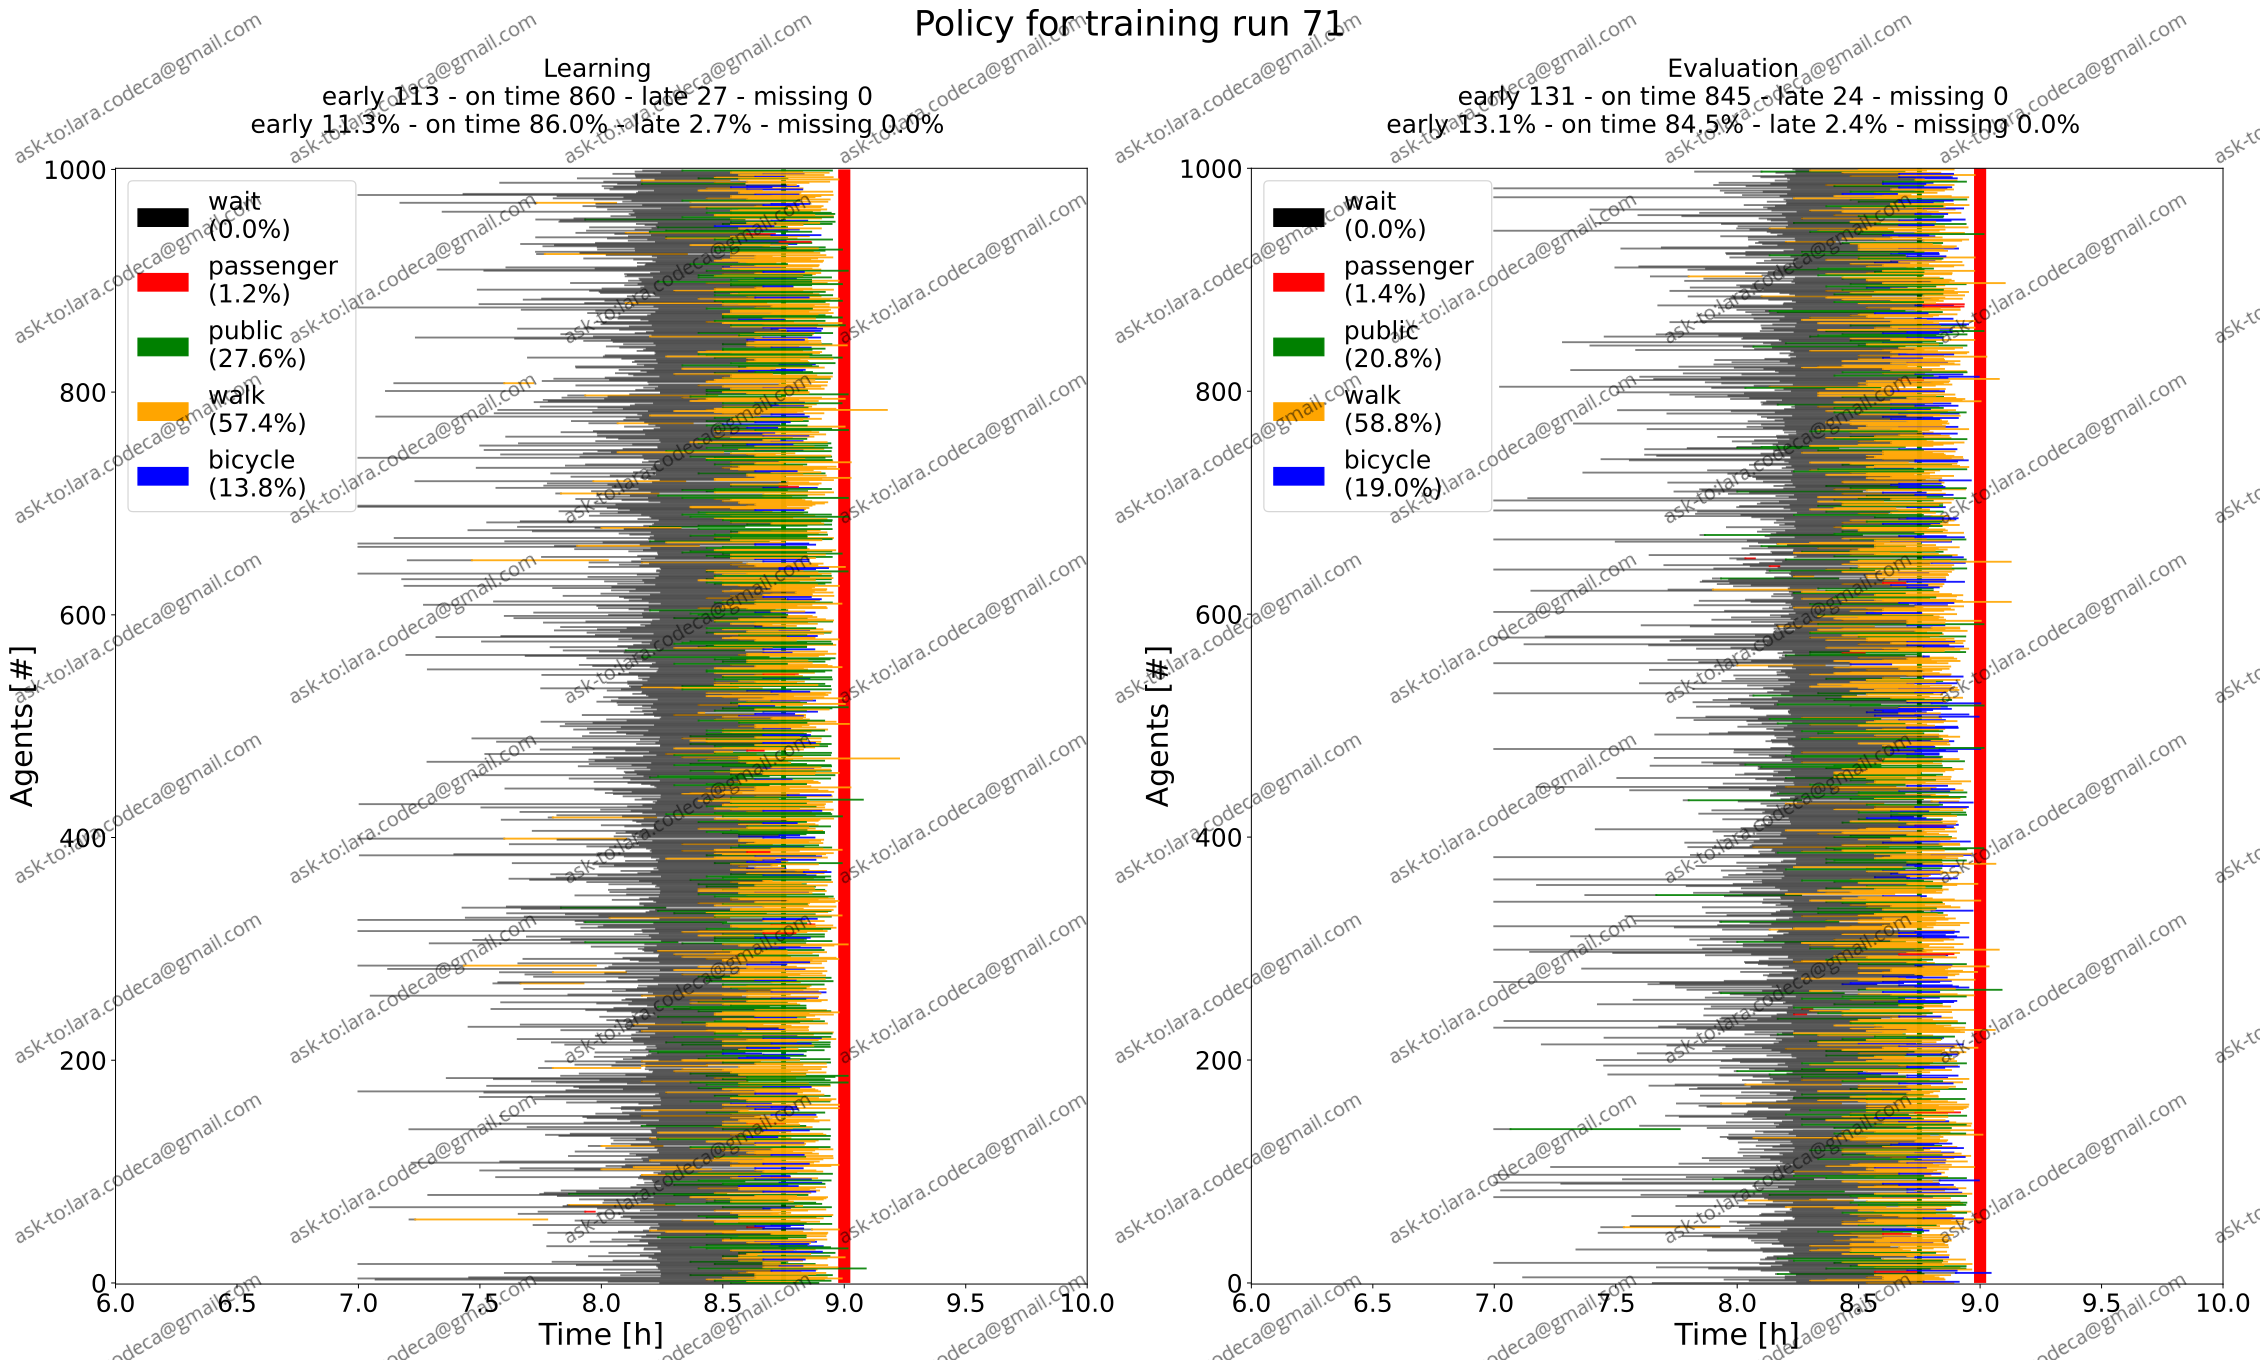 Policy for training run 71
Learning
early 113 - on time 860 - late 27 - missing 0
early 11.3% - on time 86.0% - late 2.7% - missing 0.0%
1000
800
600
400
200
0
Agents [#]
wait
(0.0%)
passenger
(1.2%)
public
(27.6%)
walk
(57.4%)
bicycle
(13.8%)
6.0 6.5 7.0 7.5 8.0 8.5 9.0 9.5 10.0
Time [h]
Evaluation
early 131 - on time 845 - late 24 - missing 0
early 13.1% - on time 84.5% - late 2.4% - missing 0.0%
1000
800
600
400
200
0
Agents [#]
wait
(0.0%)
passenger
(1.4%)
public
(20.8%)
walk
(58.8%)
bicycle
(19.0%)
6.0 6.5 7.0 7.5 8.0 8.5 9.0 9.5 10.0
Time [h]
ask-to:lara.codeca@gmail.com